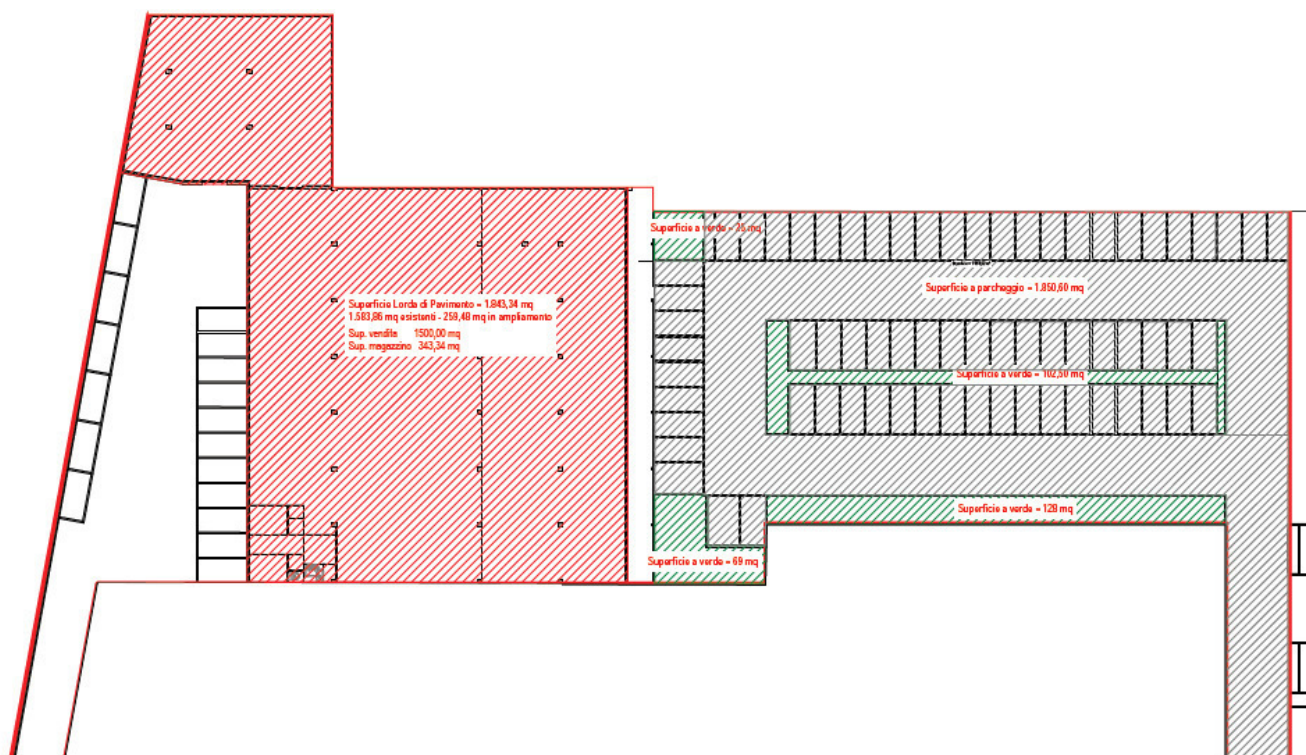 Superficie a verde = 25 mq
Superficie a parcheggio = 1.850,60 mq
Superficie Lorda di Pavimento = 1.843,34 mq
1.583,86 mq esistenti - 259,48 mq in ampliamento
Sup. vendita 1500,00 mq
Sup. magazzino 343,34 mq
Superficie a verde = 102,50 mq
Superficie a verde = 128 mq
Superficie a verde = 69 mq